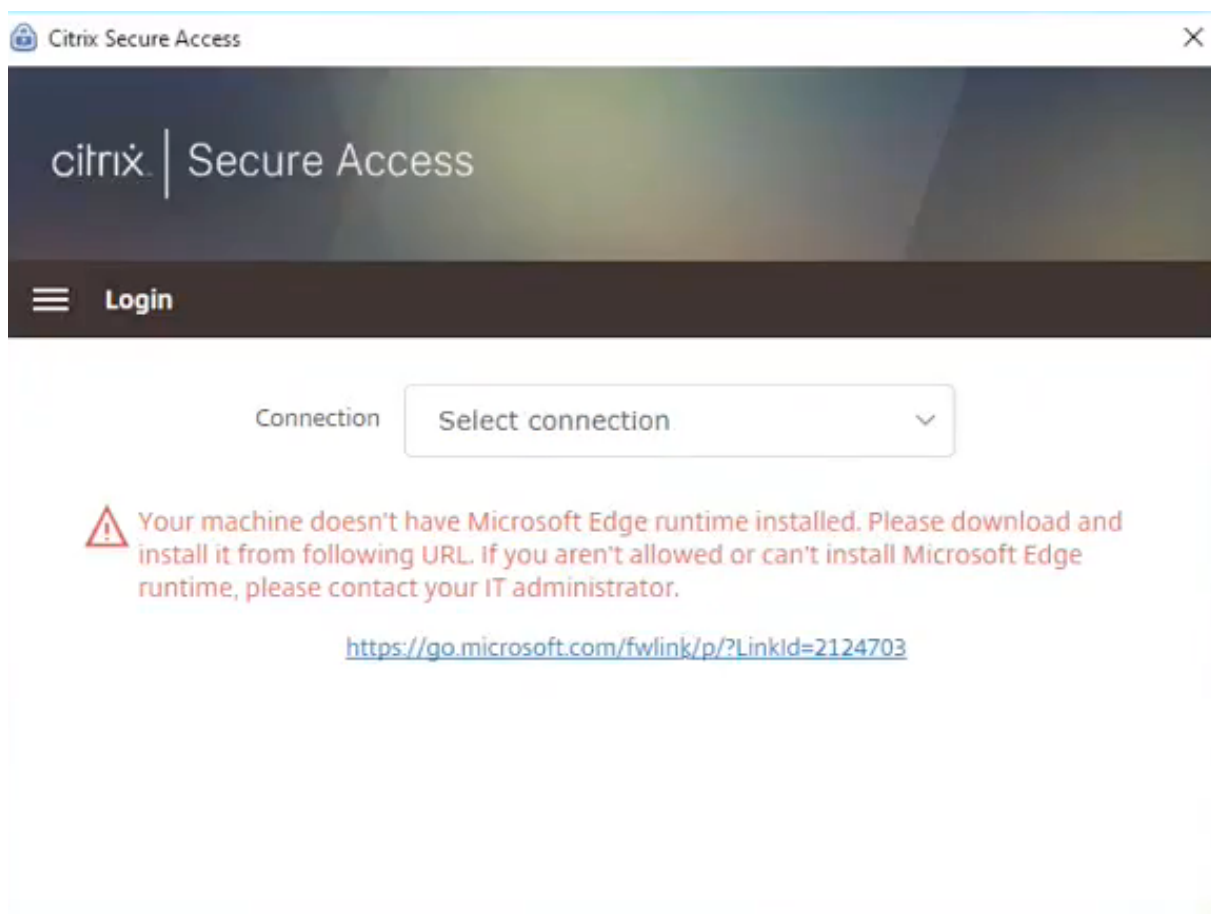 Citrix Secure Access
citrix | Secure Access
Login
Connection
Select connection
Your machine doesn't have Microsoft Edge runtime installed. Please download and
install it from following URL. If you aren't allowed or can't install Microsoft Edge
runtime, please contact your IT administrator.
https://go.microsoft.com/fwlink/p/?LinkId=2124703